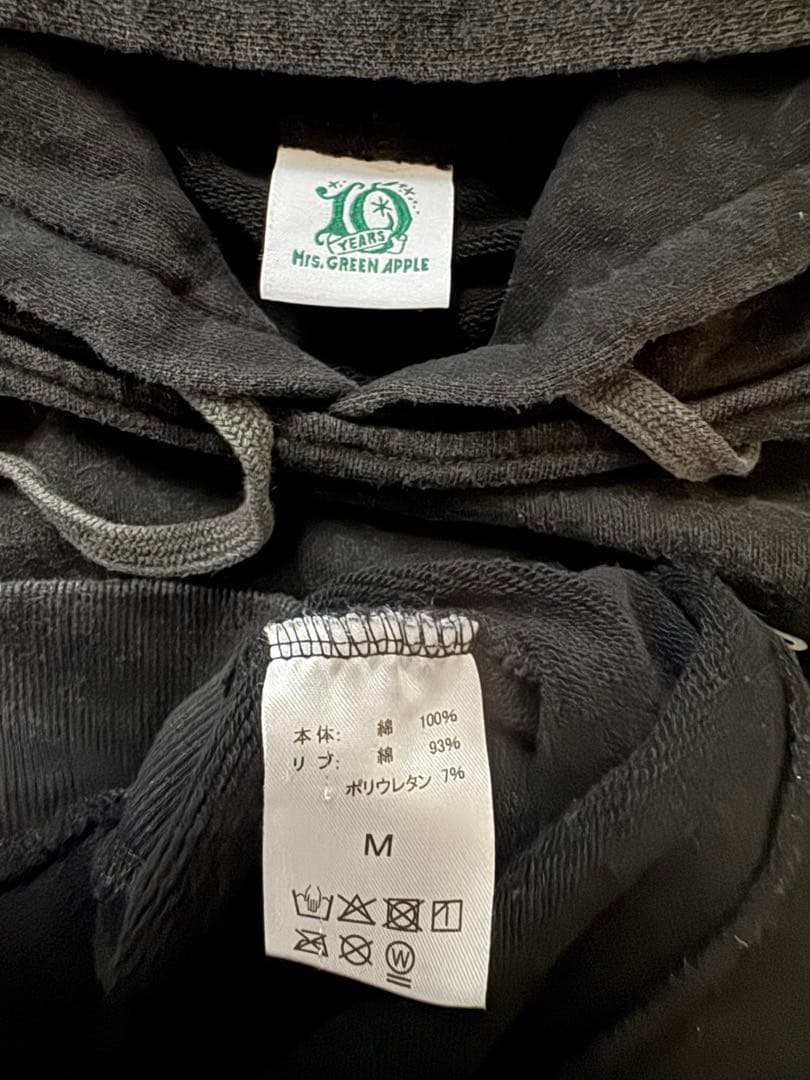 10
YEARS
Mrs. GREEN APPLE
本体: 綿 100%
リブ: 綿 93%
ポリウレタン 7%
M
W